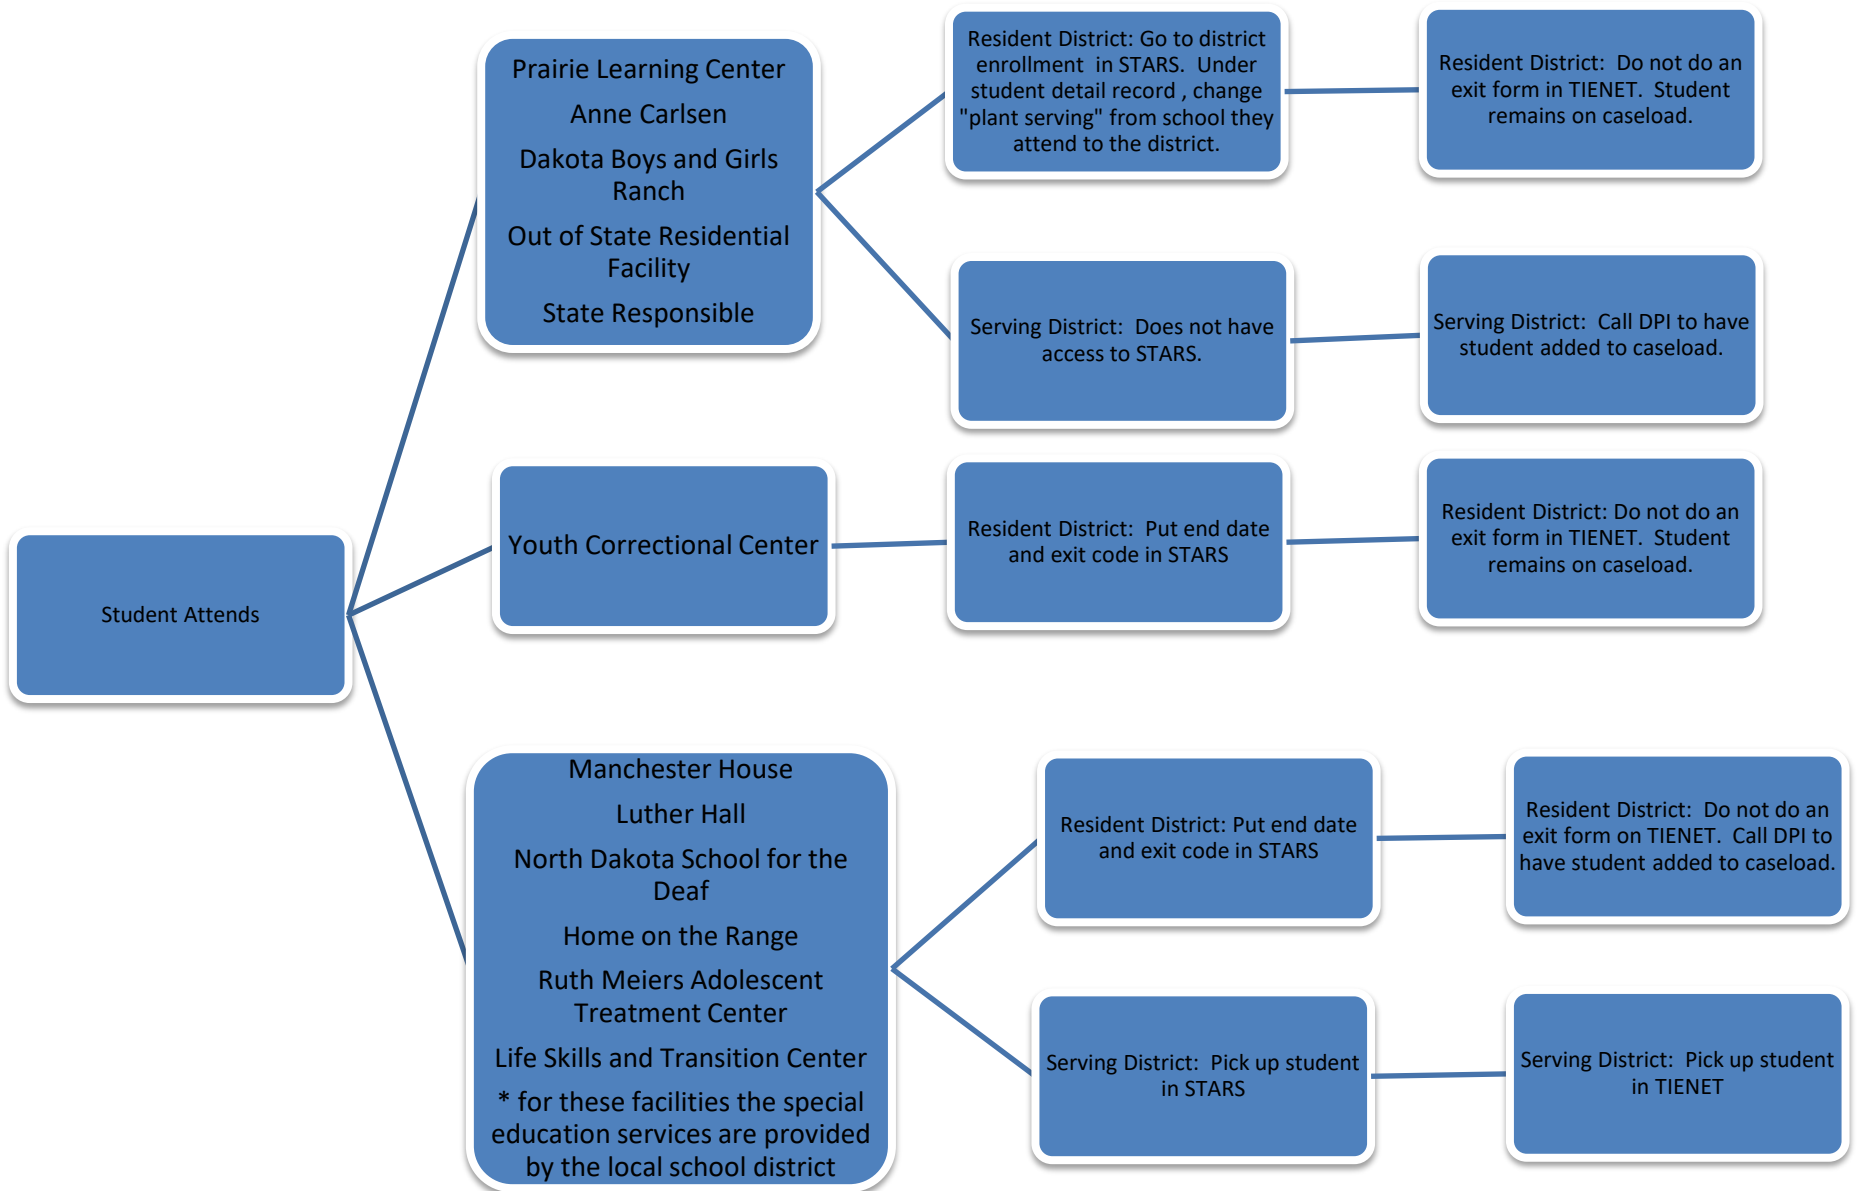 Student Attends
Prairie Learning Center
Anne Carlsen
Dakota Boys and Girls
Ranch
Out of State Residential
Facility
State Responsible
Resident District: Go to district
enrollment in STARS. Under
student detail record , change
"plant serving" from school they
attend to the district.
Resident District: Do not do an
exit form in TIENET. Student
remains on caseload.
Serving District: Does not have
access to STARS.
Serving District: Call DPI to have
student added to caseload.
Youth Correctional Center
Resident District: Put end date
and exit code in STARS
Resident District: Do not do an
exit form in TIENET. Student
remains on caseload.
Manchester House
Luther Hall
North Dakota School for the
Deaf
Home on the Range
Ruth Meiers Adolescent
Treatment Center
Life Skills and Transition Center
* for these facilities the special
education services are provided
by the local school district
Resident District: Put end date
and exit code in STARS
Resident District: Do not do an
exit form on TIENET. Call DPI to
have student added to caseload.
Serving District: Pick up student
in STARS
Serving District: Pick up student
in TIENET